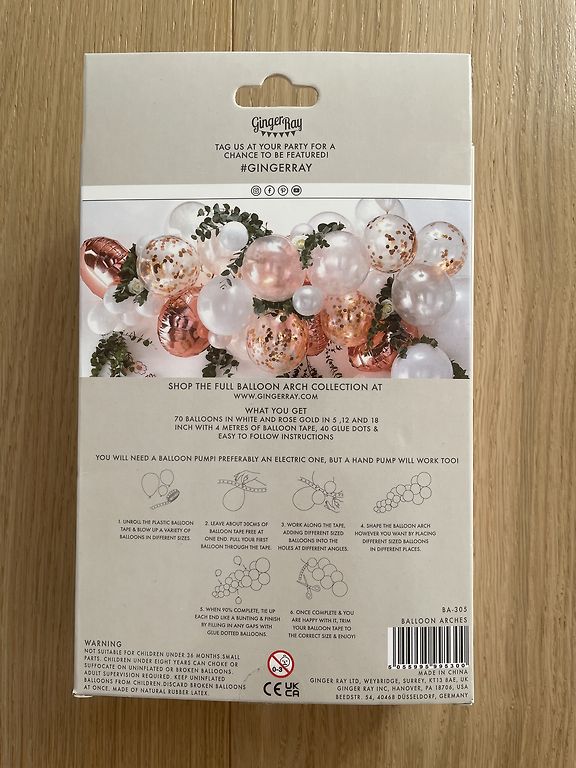 GingerRay
TAG US AT YOUR PARTY FOR A
CHANCE TO BE FEATURED!
#GINGERRAY
SHOP THE FULL BALLOON ARCH COLLECTION AT
WWW.GINGERRAY.COM
WHAT YOU GET
70 BALLOONS IN WHITE AND ROSE GOLD IN 5 ,12 AND 18
INCH WITH 4 METRES OF BALLOON TAPE, 40 GLUE DOTS &
EASY TO FOLLOW INSTRUCTIONS
YOU WILL NEED A BALLOON PUMP! PREFERABLY AN ELECTRIC ONE, BUT A HAND PUMP WILL WORK TOO!
1. UNROLL THE PLASTIC BALLOON
TAPE & BLOW UP A VARIETY OF
BALLOONS IN DIFFERENT SIZES.
2. LEAVE ABOUT 30CMS OF
BALLOON TAPE FREE AT
ONE END. PULL YOUR FIRST
BALLOON THROUGH THE TAPE.
3. WORK ALONG THE TAPE,
ADDING DIFFERENT SIZED
BALLOONS INTO THE
HOLES AT DIFFERENT ANGLES.
4. SHAPE THE BALLOON ARCH
HOWEVER YOU WANT BY PLACING
DIFFERENT SIZED BALLOONS
IN DIFFERENT PLACES.
5. WHEN 90% COMPLETE, TIE UP
EACH END LIKE A BUNTING & FINISH
BY FILLING IN ANY GAPS WITH
GLUE DOTTED BALLOONS.
6. ONCE COMPLETE & YOU
ARE HAPPY WITH IT, TRIM
YOUR BALLOON TAPE TO
THE CORRECT SIZE & ENJOY!
WARNING
NOT SUITABLE FOR CHILDREN UNDER 36 MONTHS.SMALL
PARTS. CHILDREN UNDER EIGHT YEARS CAN CHOKE OR
SUFFOCATE ON UNINFLATED OR BROKEN BALLOONS.
ADULT SUPERVISION REQUIRED. KEEP UNINFLATED
BALLOONS FROM CHILDREN.DISCARD BROKEN BALLOONS
AT ONCE. MADE OF NATURAL RUBBER LATEX.
0-3
CE UK
CA
BA-305
BALLOON ARCHES
5 055995 995300
MADE IN CHINA
GINGER RAY LTD, WEYBRIDGE, SURREY, KT13 8AE, UK
GINGER RAY INC, HANOVER, PA 18706, USA
BEEDSTR. 54, 40468 DÜSSELDORF, GERMANY